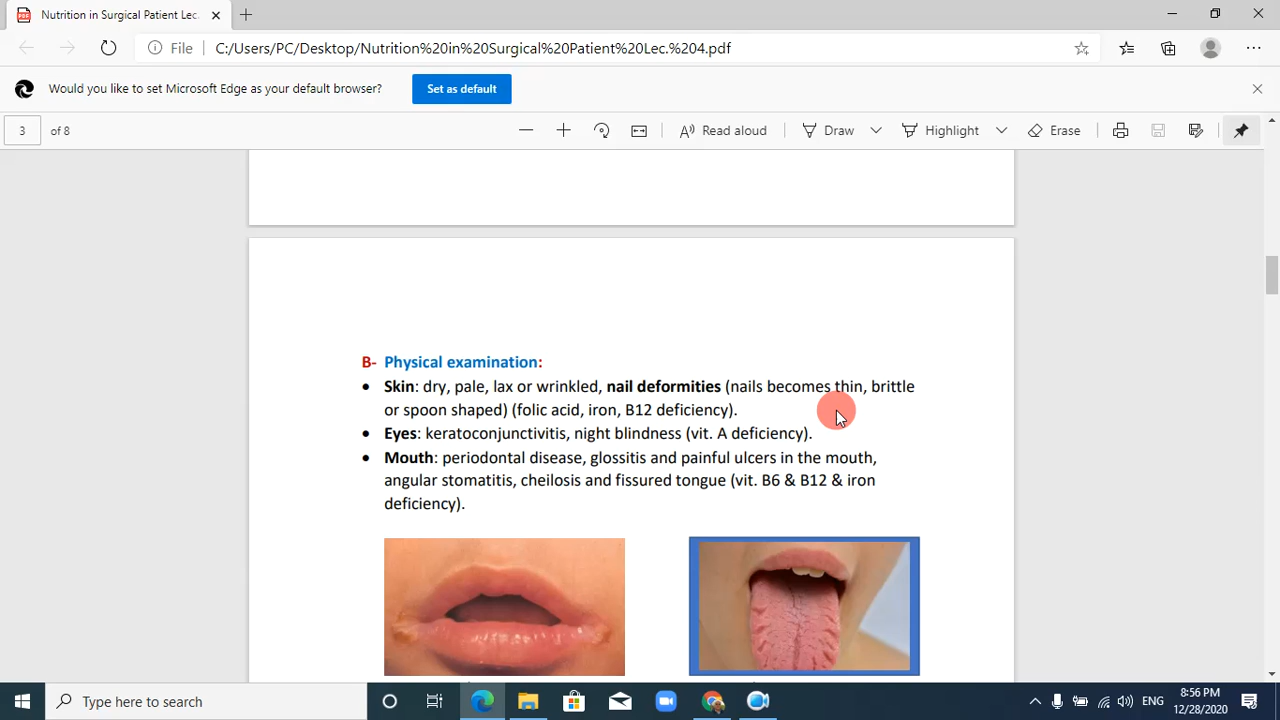 Nutrition in Surgical Patient Lec.
File
C:/Users/PC/Desktop/Nutrition%20in%20Surgical%20Patient%20Lec.%204.pdf
Would you like to set Microsoft Edge as your default browser?
Set as default
3 of 8
Read aloud
Draw
Highlight
Erase
B- Physical examination:
• Skin: dry, pale, lax or wrinkled, nail deformities (nails becomes thin, brittle
or spoon shaped) (folic acid, iron, B12 deficiency).
• Eyes: keratoconjunctivitis, night blindness (vit. A deficiency).
• Mouth: periodontal disease, glossitis and painful ulcers in the mouth,
angular stomatitis, cheilosis and fissured tongue (vit. B6 & B12 & iron
deficiency).
Type here to search
ENG
8:56 PM
12/28/2020